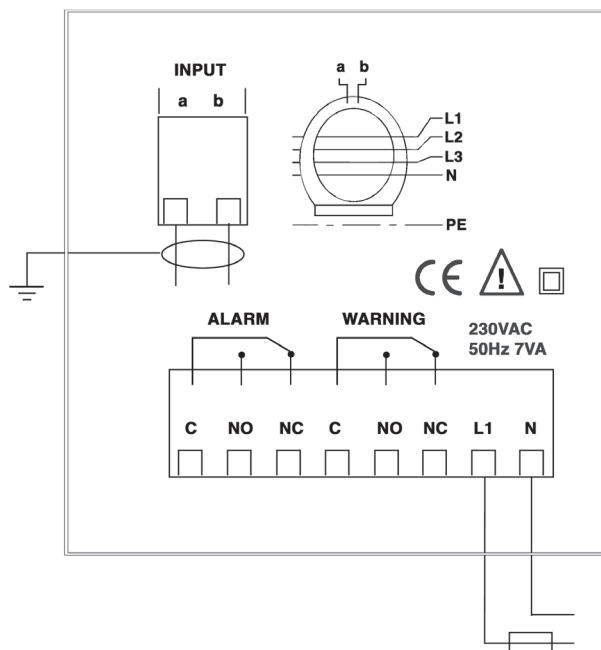 INPUT
a b
a b
L1
L2
L3
N
PE
CE
ALARM WARNING
230VAC
50Hz 7VA
C NO NC C NO NC L1 N